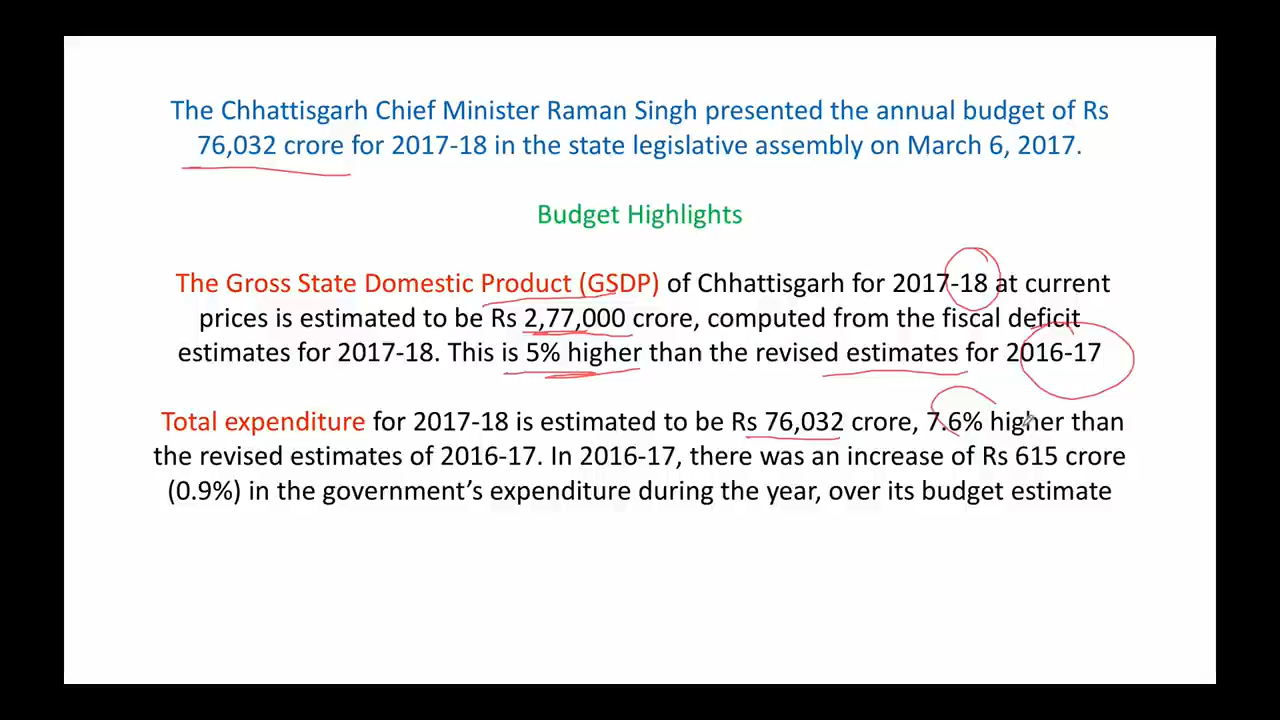 The Chhattisgarh Chief Minister Raman Singh presented the annual budget of Rs
76,032 crore for 2017-18 in the state legislative assembly on March 6, 2017.
Budget Highlights
The Gross State Domestic Product (GSDP) of Chhattisgarh for 2017-18 at current
prices is estimated to be Rs 2,77,000 crore, computed from the fiscal deficit
estimates for 2017-18. This is 5% higher than the revised estimates for 2016-17
Total expenditure for 2017-18 is estimated to be Rs 76,032 crore, 7.6% higher than
the revised estimates of 2016-17. In 2016-17, there was an increase of Rs 615 crore
(0.9%) in the government’s expenditure during the year, over its budget estimate